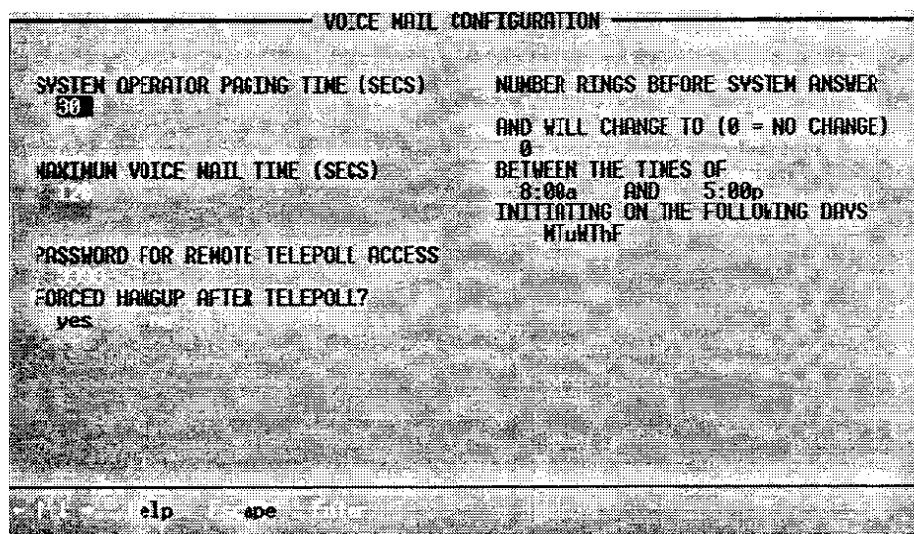 VOICE MAIL CONFIGURATION
SYSTEM OPERATOR PAGING TIME (SECS)
30
MAXIMUM VOICE MAIL TIME (SECS)
120
PASSWORD FOR REMOTE TELEPOLL ACCESS
FORCED HANGUP AFTER TELEPOLL?
yes
NUMBER RINGS BEFORE SYSTEM ANSWER
AND WILL CHANGE TO (0 = NO CHANGE)
0
BETWEEN THE TIMES OF
8:00a AND 5:00p
INITIATING ON THE FOLLOWING DAYS
MTuWThF
elp ape